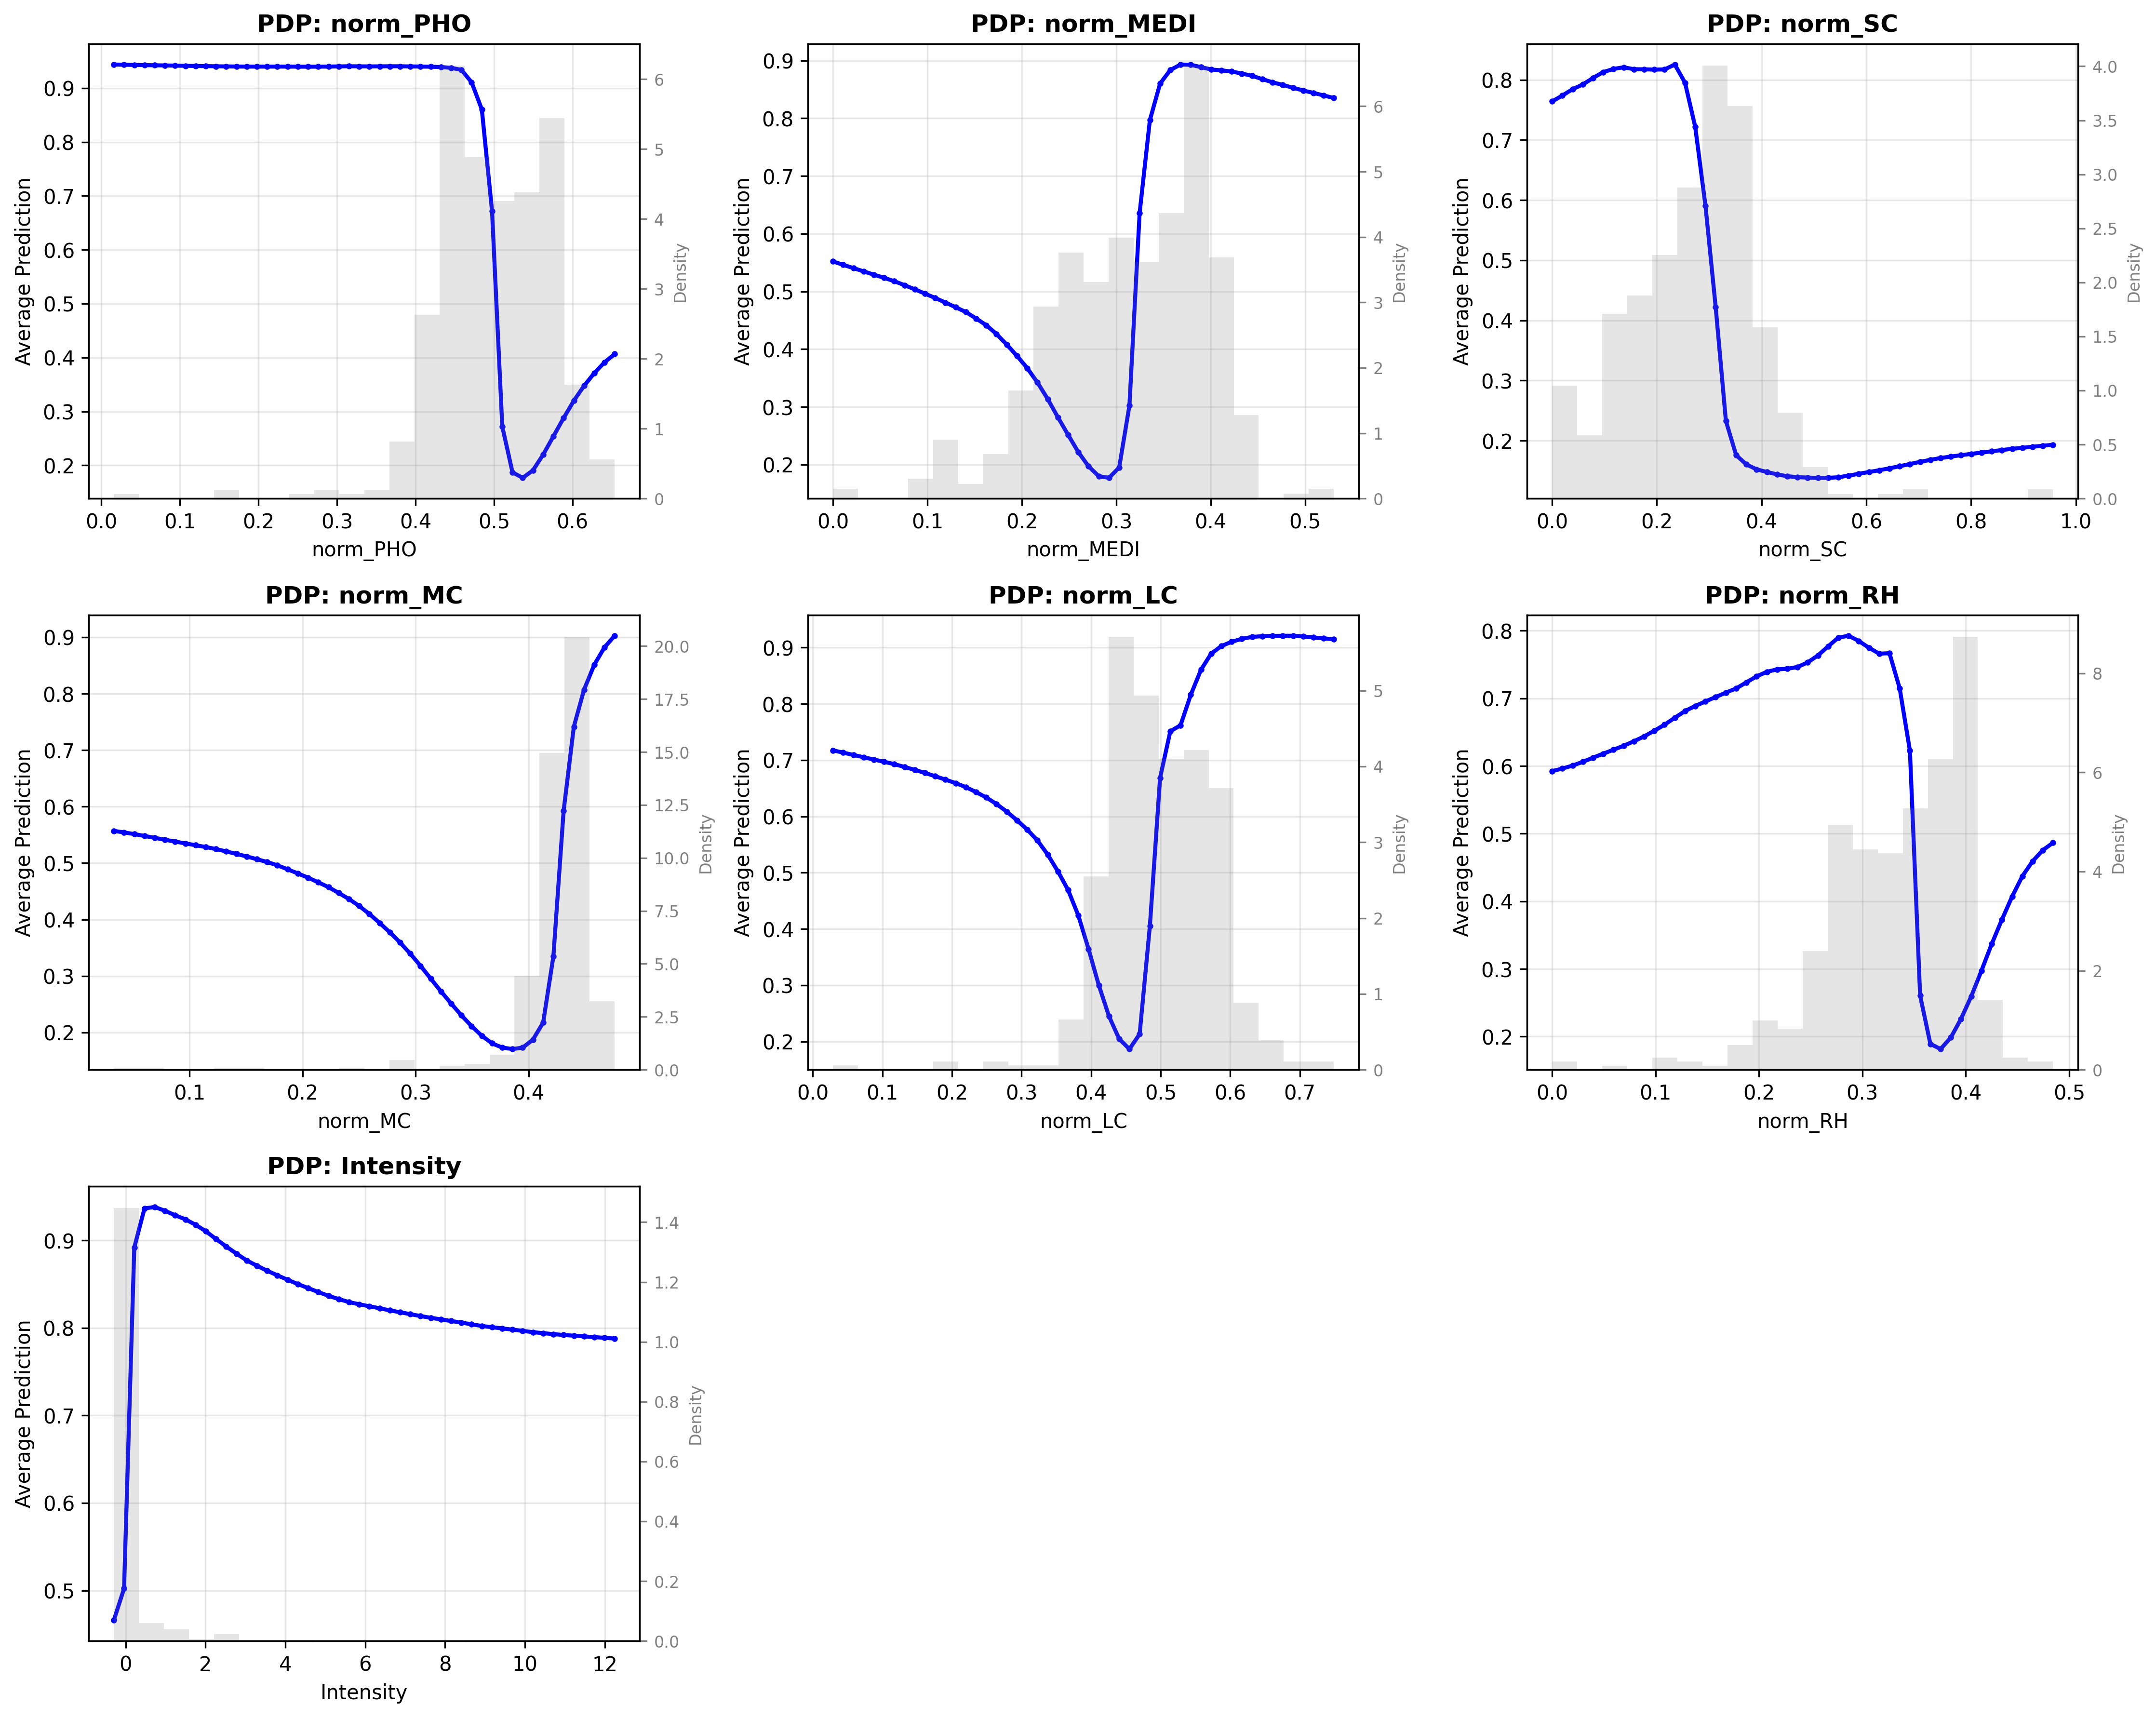 PDP: norm_PHO
Average Prediction
0.9
0.8
0.7
0.6
0.5
0.4
0.3
0.2
0.0 0.1 0.2 0.3 0.4 0.5 0.6
norm_PHO
6
5
4
3
2
1
0
Density
PDP: norm_MEDI
Average Prediction
0.9
0.8
0.7
0.6
0.5
0.4
0.3
0.2
0.0 0.1 0.2 0.3 0.4 0.5
norm_MEDI
6
5
4
3
2
1
0
Density
PDP: norm_SC
Average Prediction
0.8
0.7
0.6
0.5
0.4
0.3
0.2
0.0 0.2 0.4 0.6 0.8 1.0
norm_SC
4.0
3.5
3.0
2.5
2.0
1.5
1.0
0.5
0.0
Density
PDP: norm_MC
Average Prediction
0.9
0.8
0.7
0.6
0.5
0.4
0.3
0.2
0.1 0.2 0.3 0.4
norm_MC
20.0
17.5
15.0
12.5
10.0
7.5
5.0
2.5
0.0
Density
PDP: norm_LC
Average Prediction
0.9
0.8
0.7
0.6
0.5
0.4
0.3
0.2
0.0 0.1 0.2 0.3 0.4 0.5 0.6 0.7
norm_LC
5
4
3
2
1
0
Density
PDP: norm_RH
Average Prediction
0.8
0.7
0.6
0.5
0.4
0.3
0.2
0.0 0.1 0.2 0.3 0.4 0.5
norm_RH
8
6
4
2
0
Density
PDP: Intensity
Average Prediction
0.9
0.8
0.7
0.6
0.5
0 2 4 6 8 10 12
Intensity
1.4
1.2
1.0
0.8
0.6
0.4
0.2
0.0
Density